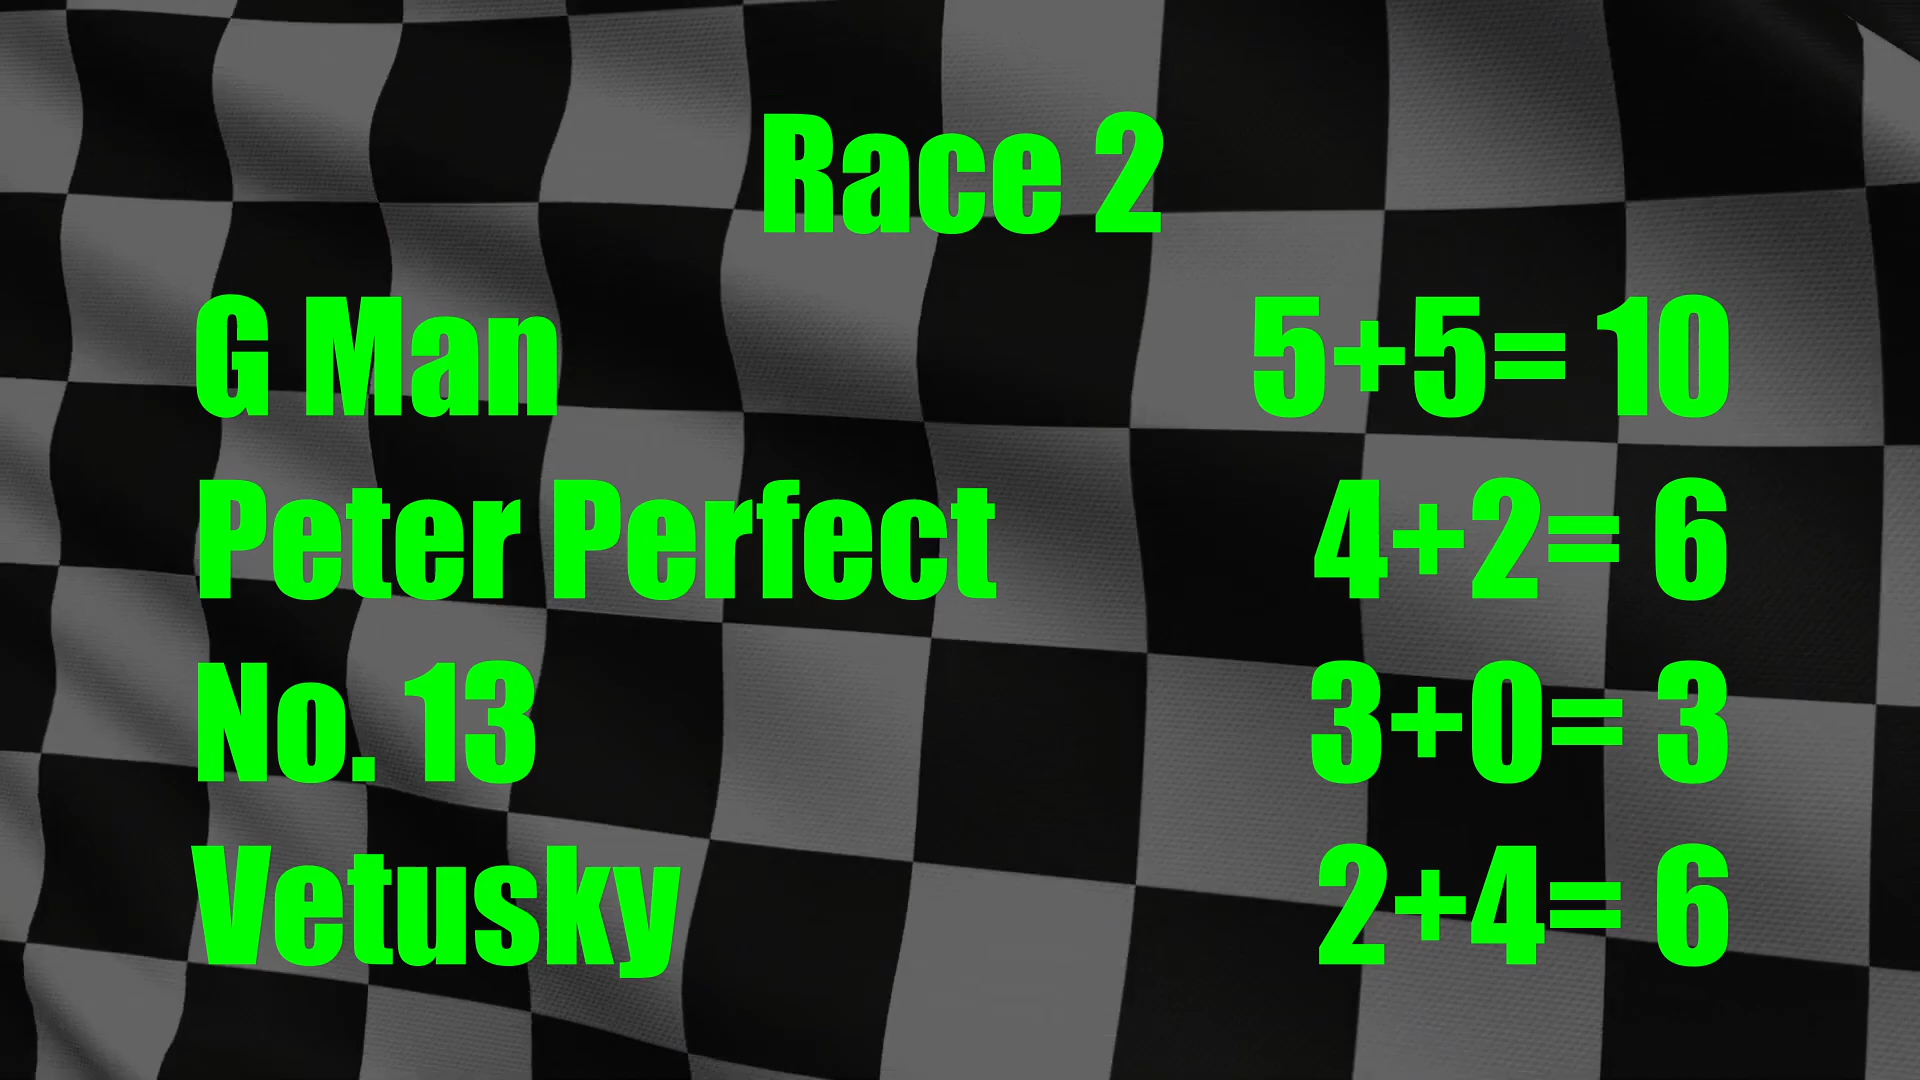 Race 2
G Man 5+5= 10
Peter Perfect 4+2= 6
No. 13 3+0= 3
Vetusky 2+4= 6